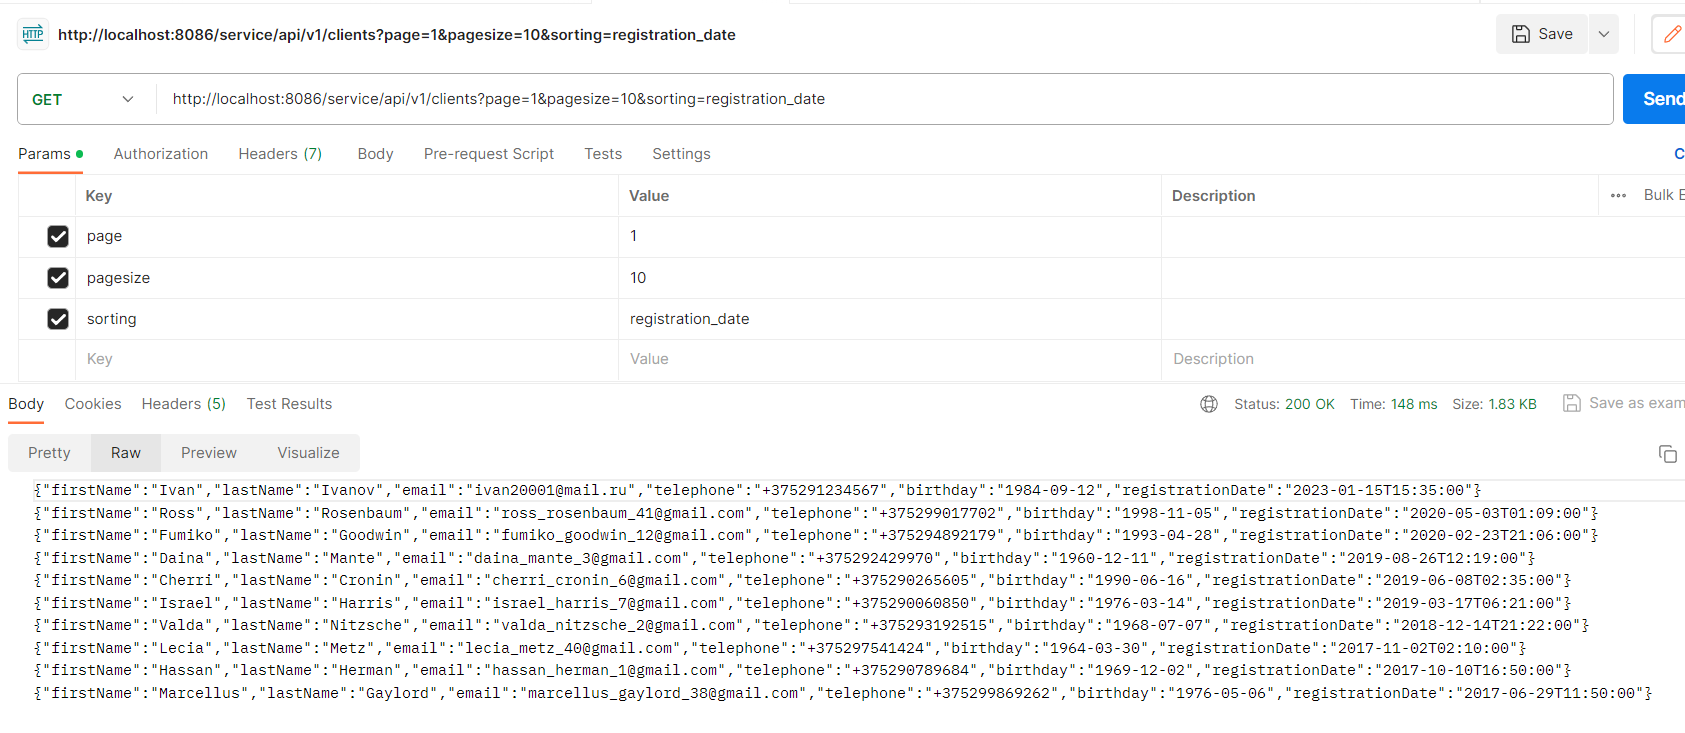 HTTP http://localhost:8086/service/api/v1/clients?page=1&pagesize=10&sorting=registration_date Save
GET http://localhost:8086/service/api/v1/clients?page=1&pagesize=10&sorting=registration_date Send
Params Authorization Headers (7) Body Pre-request Script Tests Settings C
Key Value Description Bulk E
page 1
pagesize 10
sorting registration_date
Key Value Description
Body Cookies Headers (5) Test Results Status: 200 OK Time: 148 ms Size: 1.83 KB Save as exam
Pretty Raw Preview Visualize
{"firstName":"Ivan","lastName":"Ivanov","email":"ivan20001@mail.ru","telephone":"+375291234567","birthday":"1984-09-12","registrationDate":"2023-01-15T15:35:00"}
{"firstName":"Ross","lastName":"Rosenbaum","email":"ross_rosenbaum_41@gmail.com","telephone":"+375299017702","birthday":"1998-11-05","registrationDate":"2020-05-03T01:09:00"}
{"firstName":"Fumiko","lastName":"Goodwin","email":"fumiko_goodwin_12@gmail.com","telephone":"+375294892179","birthday":"1993-04-28","registrationDate":"2020-02-23T21:06:00"}
{"firstName":"Daina","lastName":"Mante","email":"daina_mante_3@gmail.com","telephone":"+375292429970","birthday":"1960-12-11","registrationDate":"2019-08-26T12:19:00"}
{"firstName":"Cherri","lastName":"Cronin","email":"cherri_cronin_6@gmail.com","telephone":"+375290265605","birthday":"1990-06-16","registrationDate":"2019-06-08T02:35:00"}
{"firstName":"Israel","lastName":"Harris","email":"israel_harris_7@gmail.com","telephone":"+375290060850","birthday":"1976-03-14","registrationDate":"2019-03-17T06:21:00"}
{"firstName":"Valda","lastName":"Nitzsche","email":"valda_nitzsche_2@gmail.com","telephone":"+375293192515","birthday":"1968-07-07","registrationDate":"2018-12-14T21:22:00"}
{"firstName":"Lecia","lastName":"Metz","email":"lecia_metz_40@gmail.com","telephone":"+375297541424","birthday":"1964-03-30","registrationDate":"2017-11-02T02:10:00"}
{"firstName":"Hassan","lastName":"Herman","email":"hassan_herman_1@gmail.com","telephone":"+375290789684","birthday":"1969-12-02","registrationDate":"2017-10-10T16:50:00"}
{"firstName":"Marcellus","lastName":"Gaylord","email":"marcellus_gaylord_38@gmail.com","telephone":"+375299869262","birthday":"1976-05-06","registrationDate":"2017-06-29T11:50:00"}